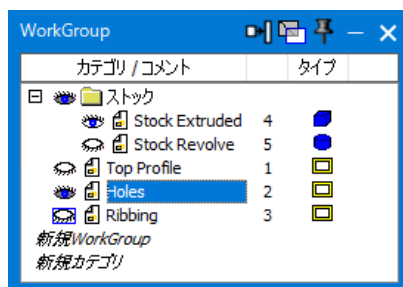 WorkGroup
カテゴリ / コメント タイプ
ストック
Stock Extruded 4
Stock Revolve 5
Top Profile 1
Holes 2
Ribbing 3
新規WorkGroup
新規カテゴリ